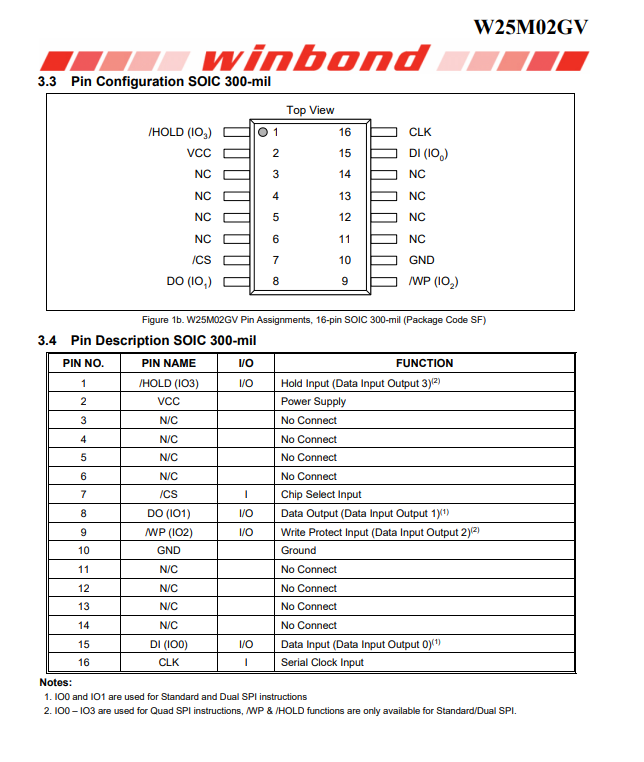 W25M02GV
winbond
3.3 Pin Configuration SOIC 300-mil
Top View
/HOLD (IO3) 1 16 CLK
VCC 2 15 DI (IO0)
NC 3 14 NC
NC 4 13 NC
NC 5 12 NC
NC 6 11 NC
/CS 7 10 GND
DO (IO1) 8 9 /WP (IO2)
Figure 1b. W25M02GV Pin Assignments, 16-pin SOIC 300-mil (Package Code SF)
3.4 Pin Description SOIC 300-mil
PIN NO. PIN NAME I/O FUNCTION
1 /HOLD (IO3) I/O Hold Input (Data Input Output 3)(2)
2 VCC Power Supply
3 N/C No Connect
4 N/C No Connect
5 N/C No Connect
6 N/C No Connect
7 /CS I Chip Select Input
8 DO (IO1) I/O Data Output (Data Input Output 1)(1)
9 /WP (IO2) I/O Write Protect Input (Data Input Output 2)(2)
10 GND Ground
11 N/C No Connect
12 N/C No Connect
13 N/C No Connect
14 N/C No Connect
15 DI (IO0) I/O Data Input (Data Input Output 0)(1)
16 CLK I Serial Clock Input
Notes:
1. IO0 and IO1 are used for Standard and Dual SPI instructions
2. IO0 – IO3 are used for Quad SPI instructions, /WP & /HOLD functions are only available for Standard/Dual SPI.